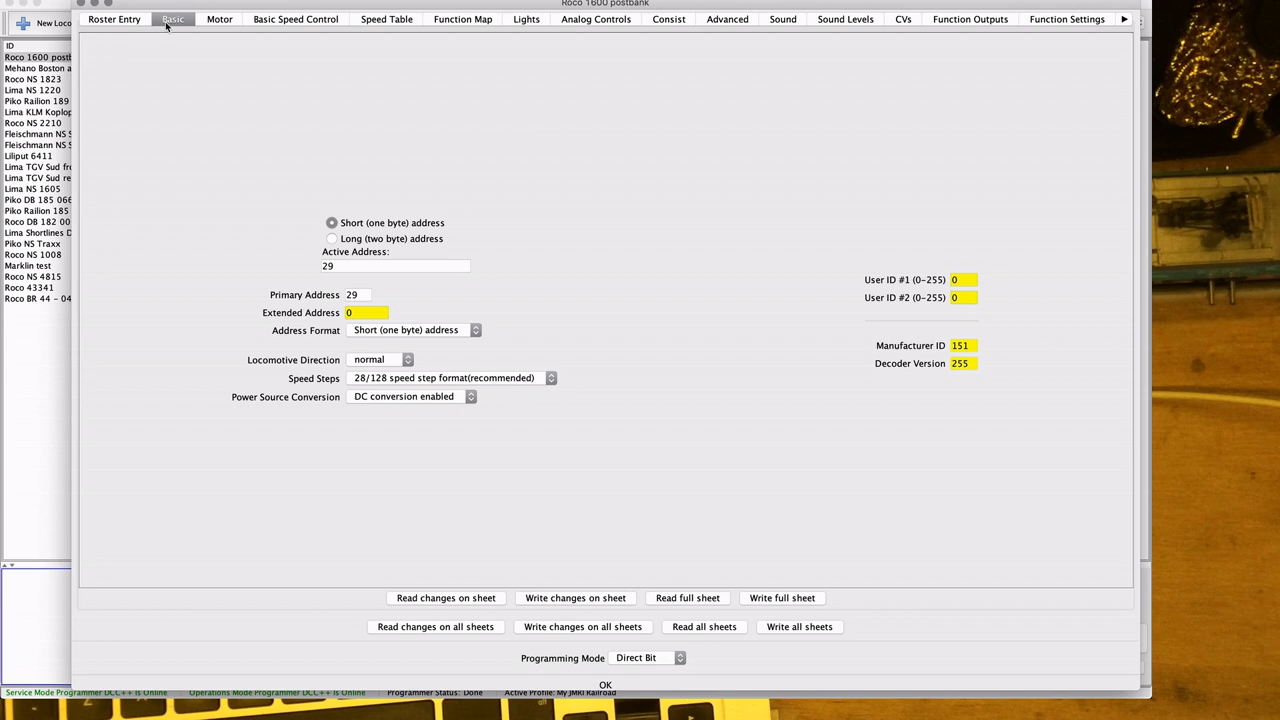 Roco 1600 postbank
Roster Entry Basic Motor Basic Speed Control Speed Table Function Map Lights Analog Controls Consist Advanced Sound Sound Levels CVs Function Outputs Function Settings
New Loco
ID
Roco 1600 postb
Mehano Boston a
Roco NS 1823
Lima NS 1220
Piko Railion 189
Lima KLM Koplop
Roco NS 2210
Fleischmann NS S
Fleischmann NS S
Liliput 6411
Lima TGV Sud fr
Lima TGV Sud re
Lima NS 1605
Piko DB 185 066
Piko Railion 185
Roco DB 182 00
Lima Shortlines D
Piko NS Traxx
Roco NS 1008
Marklin test
Roco NS 4815
Roco 43341
Roco BR 44 - 04
Short (one byte) address
Long (two byte) address
Active Address:
29
Primary Address 29
Extended Address 0
Address Format Short (one byte) address
Locomotive Direction normal
Speed Steps 28/128 speed step format(recommended)
Power Source Conversion DC conversion enabled
User ID #1 (0-255) 0
User ID #2 (0-255) 0
Manufacturer ID 151
Decoder Version 255
Read changes on sheet Write changes on sheet Read full sheet Write full sheet
Read changes on all sheets Write changes on all sheets Read all sheets Write all sheets
Programming Mode Direct Bit
OK
Service Mode Programmer DCC++ Is Online Operations Mode Programmer DCC++ Is Online Programmer Status: Done Active Profile: My JMRI Railroad